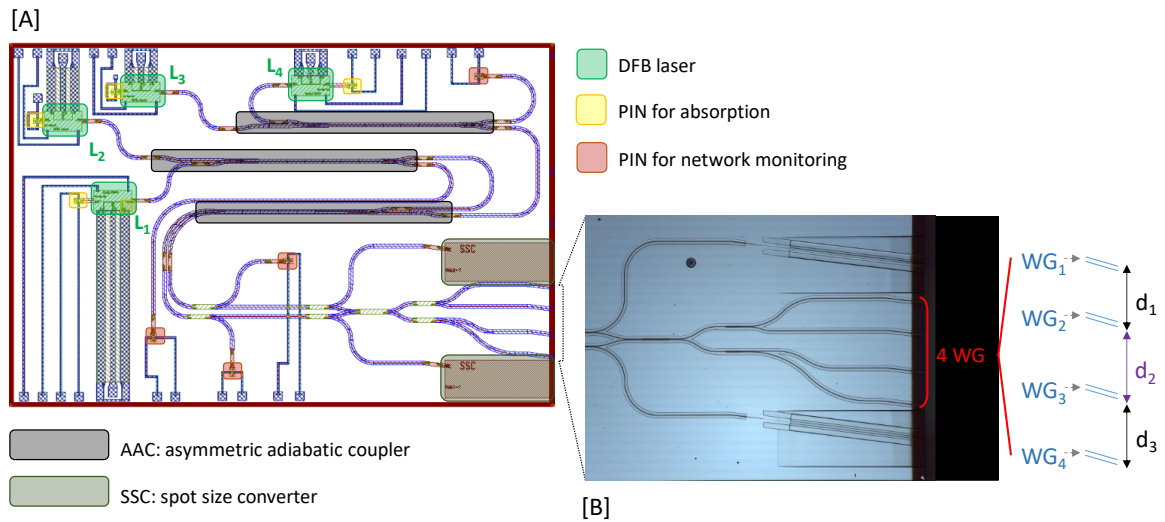 [A]
L3
L4
L2
L1
SSC
SSC
DFB laser
PIN for absorption
PIN for network monitoring
AAC: asymmetric adiabatic coupler
SSC: spot size converter
4 WG
WG1
d1
WG2
d2
WG3
d3
WG4
[B]